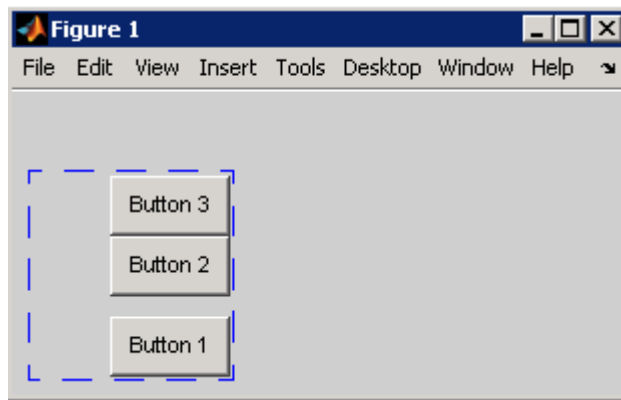 Figure 1
File Edit View Insert Tools Desktop Window Help
Button 3
Button 2
Button 1